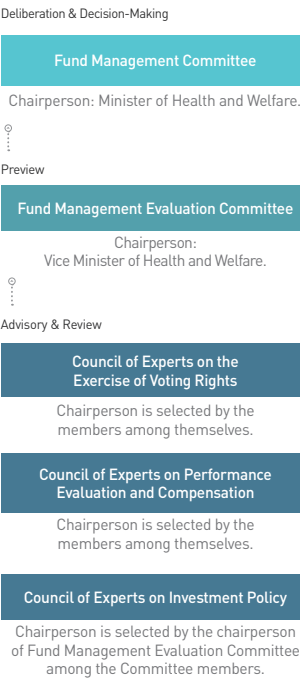 Deliberation & Decision-Making
Fund Management Committee
Chairperson: Minister of Health and Welfare.
Preview
Fund Management Evaluation Committee
Chairperson:
Vice Minister of Health and Welfare.
Advisory & Review
Council of Experts on the
Exercise of Voting Rights
Chairperson is selected by the
members among themselves.
Council of Experts on Performance
Evaluation and Compensation
Chairperson is selected by the
members among themselves.
Council of Experts on Investment Policy
Chairperson is selected by the chairperson
of Fund Management Evaluation Committee
among the Committee members.